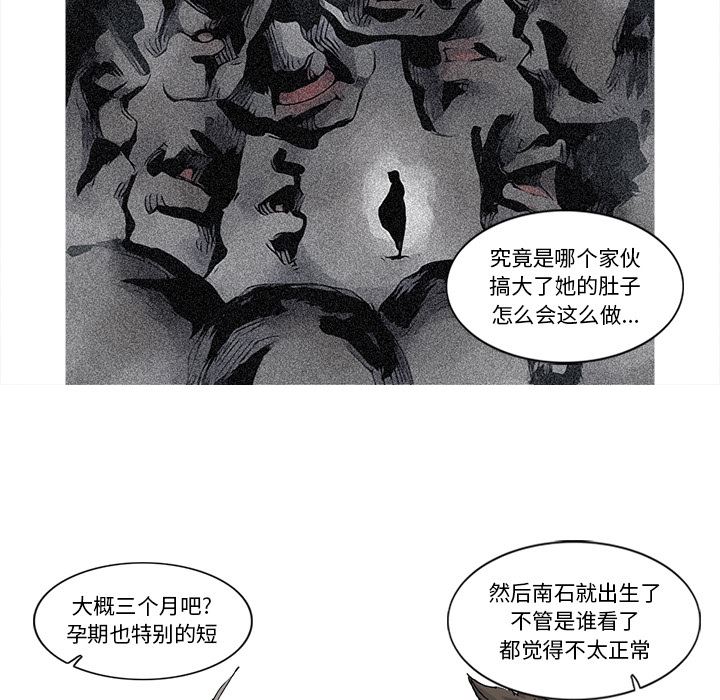 究竟是哪个家伙
搞大了她的肚子
怎么会这么做...
大概三个月吧?
孕期也特别的短
然后南石就出生了
不管是谁看了
都觉得不太正常